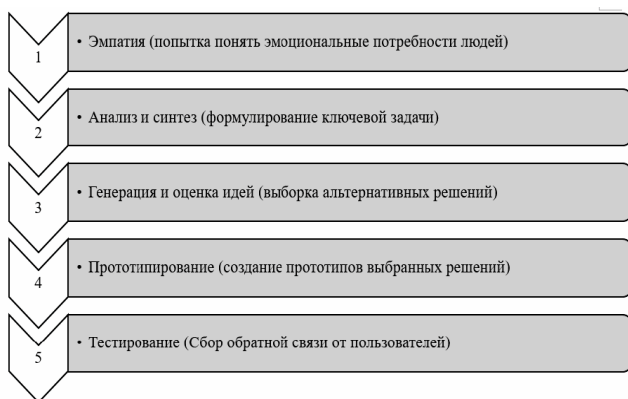 1
• Эмпатия (попытка понять эмоциональные потребности людей)
2
• Анализ и синтез (формулирование ключевой задачи)
3
• Генерация и оценка идей (выборка альтернативных решений)
4
• Прототипирование (создание прототипов выбранных решений)
5
• Тестирование (Сбор обратной связи от пользователей)